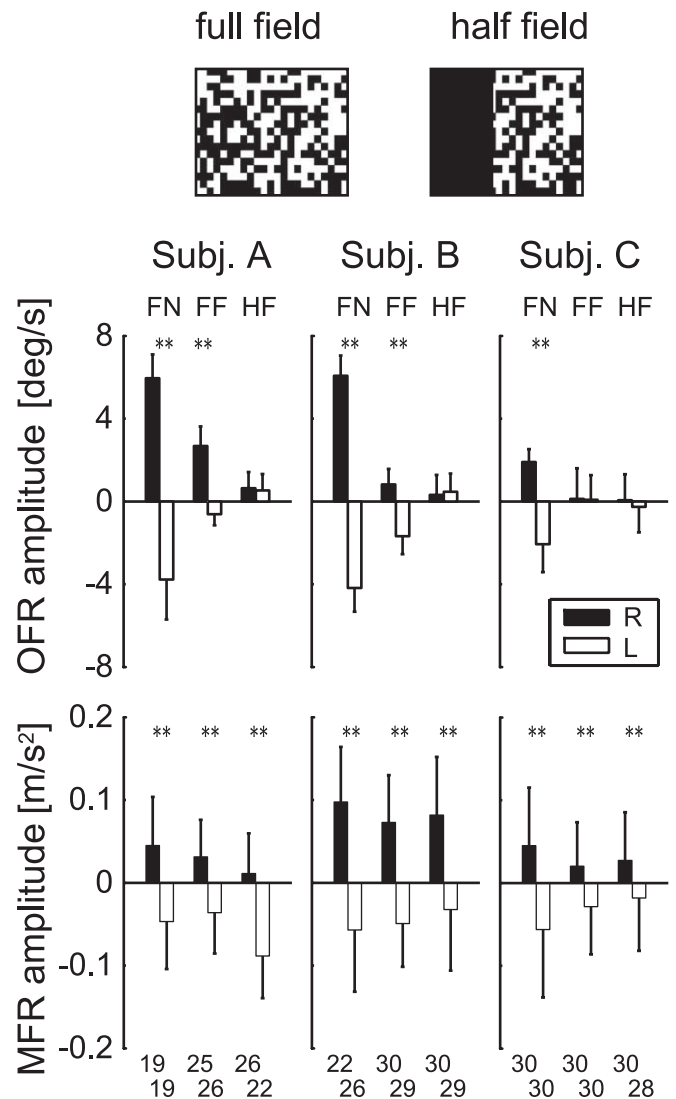 full field half field
Subj. A Subj. B Subj. C
FN FF HF FN FF HF FN FF HF
OFR amplitude [deg/s]
8
4
0
-4
-8
** ** ** ** **
R
L
MFR amplitude [m/s²]
0.2
0.1
0
-0.1
-0.2
** ** ** ** ** ** ** ** **
19 25 26 22 30 30 30 30 30
19 26 22 26 29 29 30 30 28